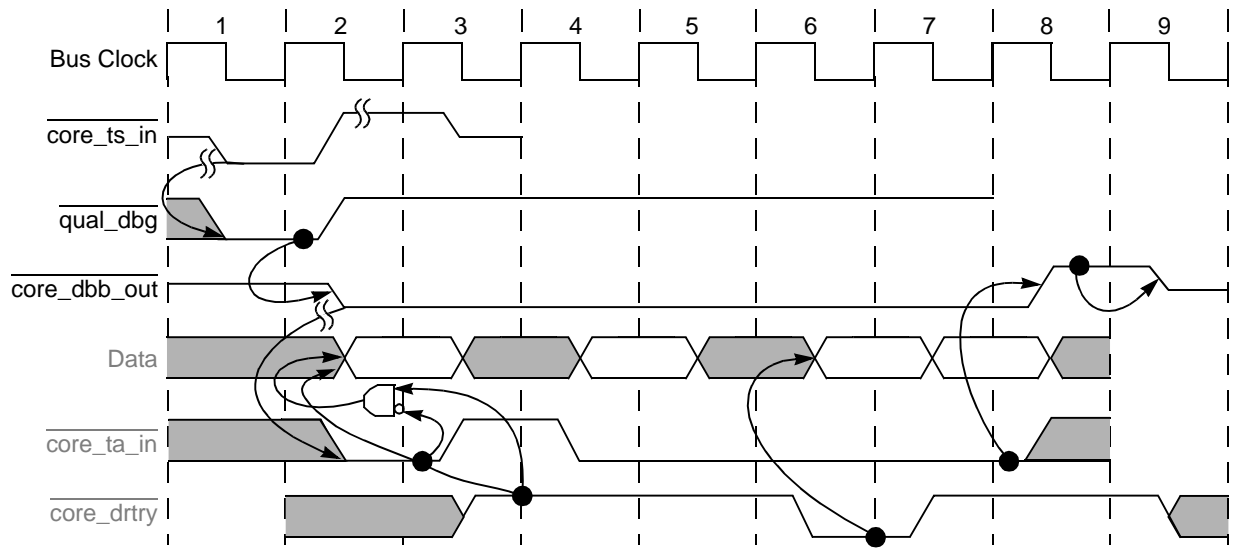 1 2 3 4 5 6 7 8 9
Bus Clock
core_ts_in
qual_dbg
core_dbb_out
Data
core_ta_in
core_drtry